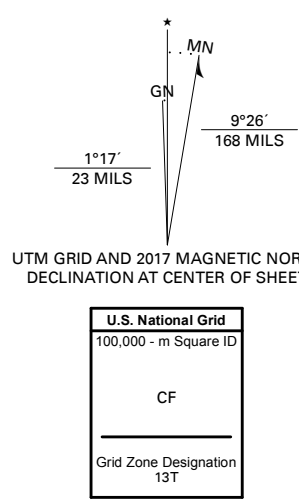 ★
MN
GN
9°26´
168 MILS
1°17´
23 MILS
UTM GRID AND 2017 MAGNETIC NOR
DECLINATION AT CENTER OF SHEET
U.S. National Grid
100,000 - m Square ID
CF
Grid Zone Designation
13T